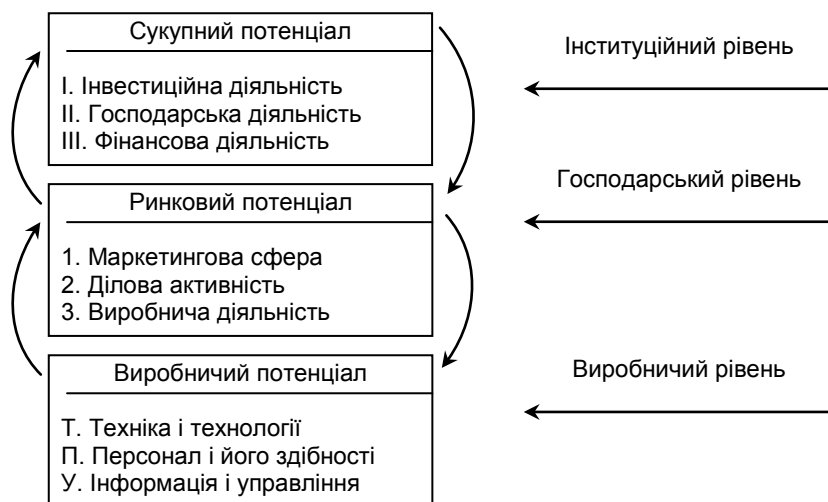 Сукупний потенціал
І. Інвестиційна діяльність
ІІ. Господарська діяльність
ІІІ. Фінансова діяльність
Інституційний рівень
Ринковий потенціал
1. Маркетингова сфера
2. Ділова активність
3. Виробнича діяльність
Господарський рівень
Виробничий потенціал
Т. Техніка і технології
П. Персонал і його здібності
У. Інформація і управління
Виробничий рівень